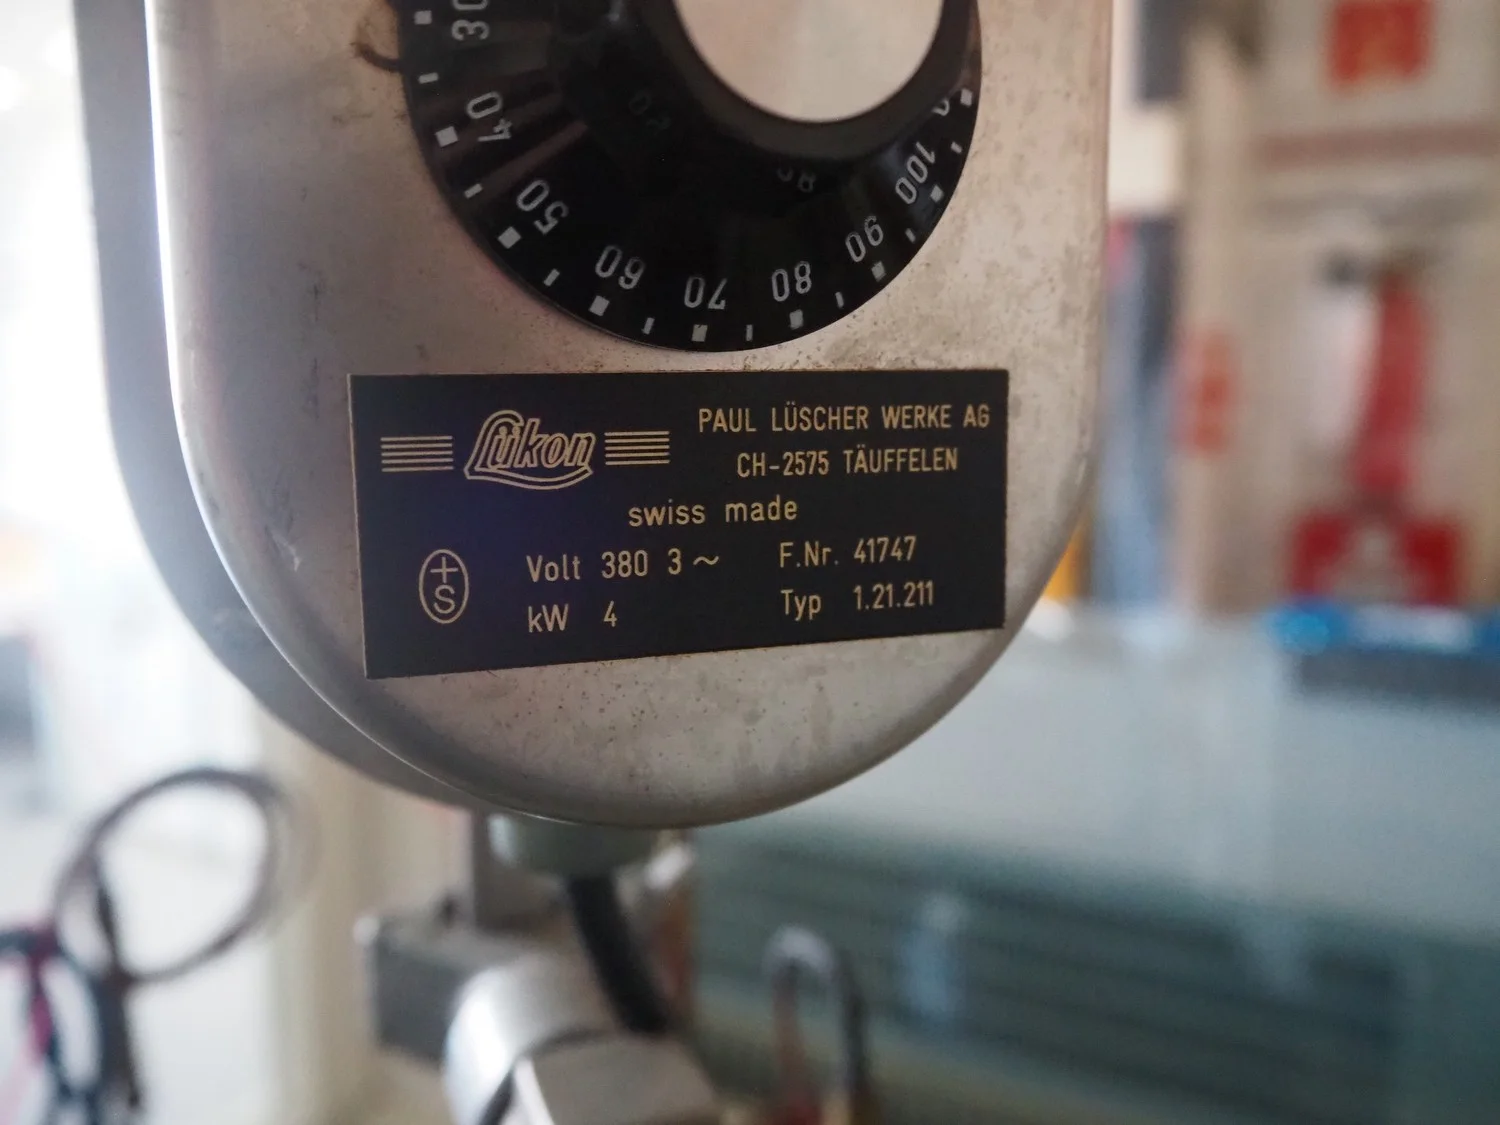 30
40
50
60
70
80
90
100
Lükon
PAUL LÜSCHER WERKE AG
CH-2575 TÄUFFELEN
swiss made
+S
Volt 380 3~
F.Nr. 41747
kW 4
Typ 1.21.211